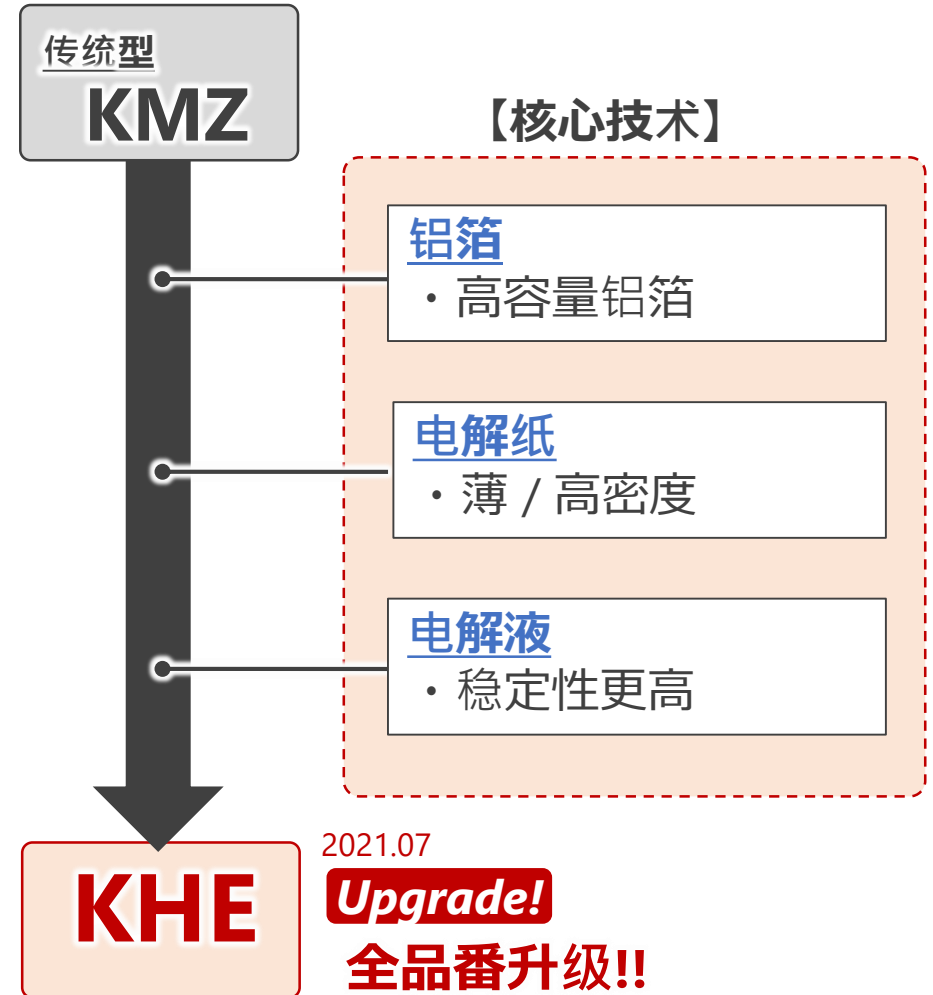 传统型
KMZ
【核心技术】
铝箔
・高容量铝箔
电解纸
・薄 / 高密度
电解液
・稳定性更高
2021.07
KHE
Upgrade!
全品番升级!!